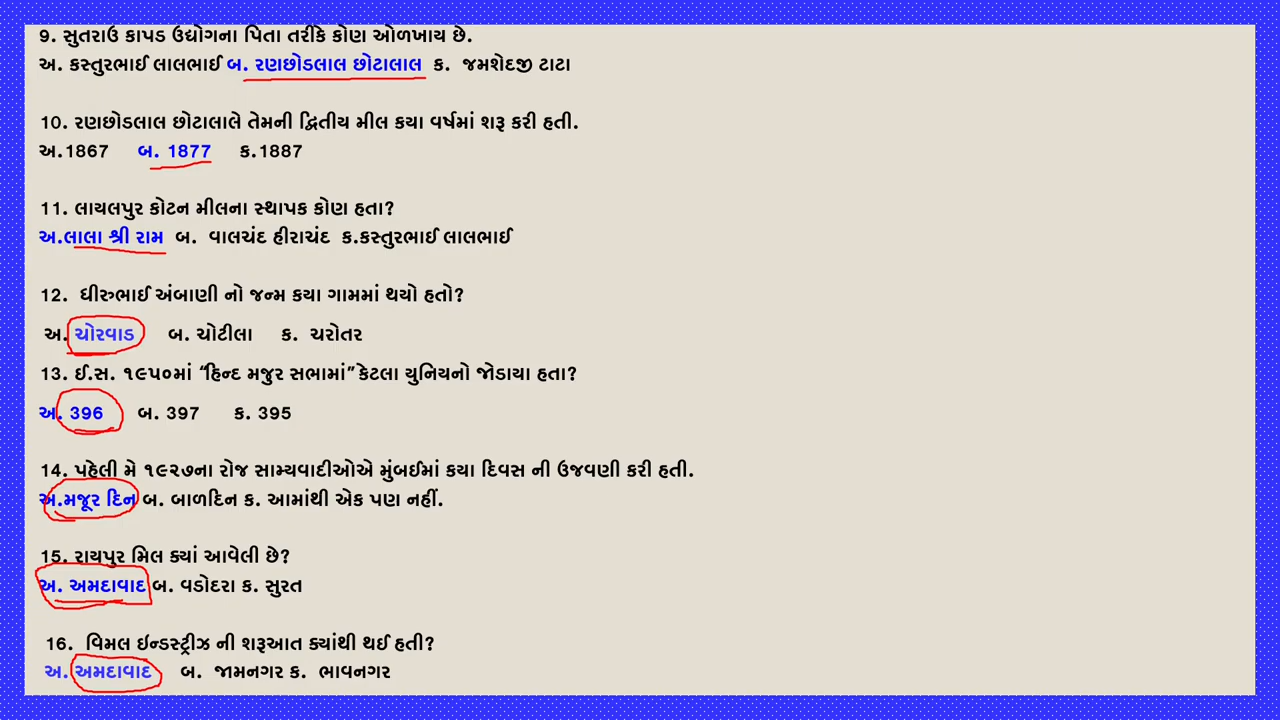 9. સુતરાઉ કાપડ ઉદ્યોગના પિતા તરીકે કોણ ઓળખાય છે.
અ. કસ્તુરભાઈ લાલભાઈ બ. રણછોડલાલ છોટાલાલ ક. જમશેદજી ટાટા
10. રણછોડલાલ છોટાલાલે તેમની દ્વિતીય મીલ કયા વર્ષમાં શરૂ કરી હતી.
અ.1867 બ. 1877 ક.1887
11. લાયલપુર કોટન મીલના સ્થાપક કોણ હતા?
અ.લાલા શ્રી રામ બ. વાલચંદ હીરાચંદ ક.કસ્તુરભાઈ લાલભાઈ
12. ધીરુભાઈ અંબાણી નો જન્મ કયા ગામમાં થયો હતો?
અ. ચોરવાડ બ. ચોટીલા ક. ચરોતર
13. ઈ.સ. ૧૯૫૦માં “હિન્દ મજુર સભામાં” કેટલા યુનિયનો જોડાયા હતા?
અ. 396 બ. 397 ક. 395
14. પહેલી મે ૧૯૨૭ના રોજ સામ્યવાદીઓએ મુંબઈમાં કયા દિવસ ની ઉજવણી કરી હતી.
અ.મજૂર દિન બ. બાળદિન ક. આમાંથી એક પણ નહીં.
15. રાયપુર મિલ ક્યાં આવેલી છે?
અ. અમદાવાદ બ. વડોદરા ક. સુરત
16. વિમલ ઇન્ડસ્ટ્રીઝ ની શરૂઆત ક્યાંથી થઈ હતી?
અ. અમદાવાદ બ. જામનગર ક. ભાવનગર